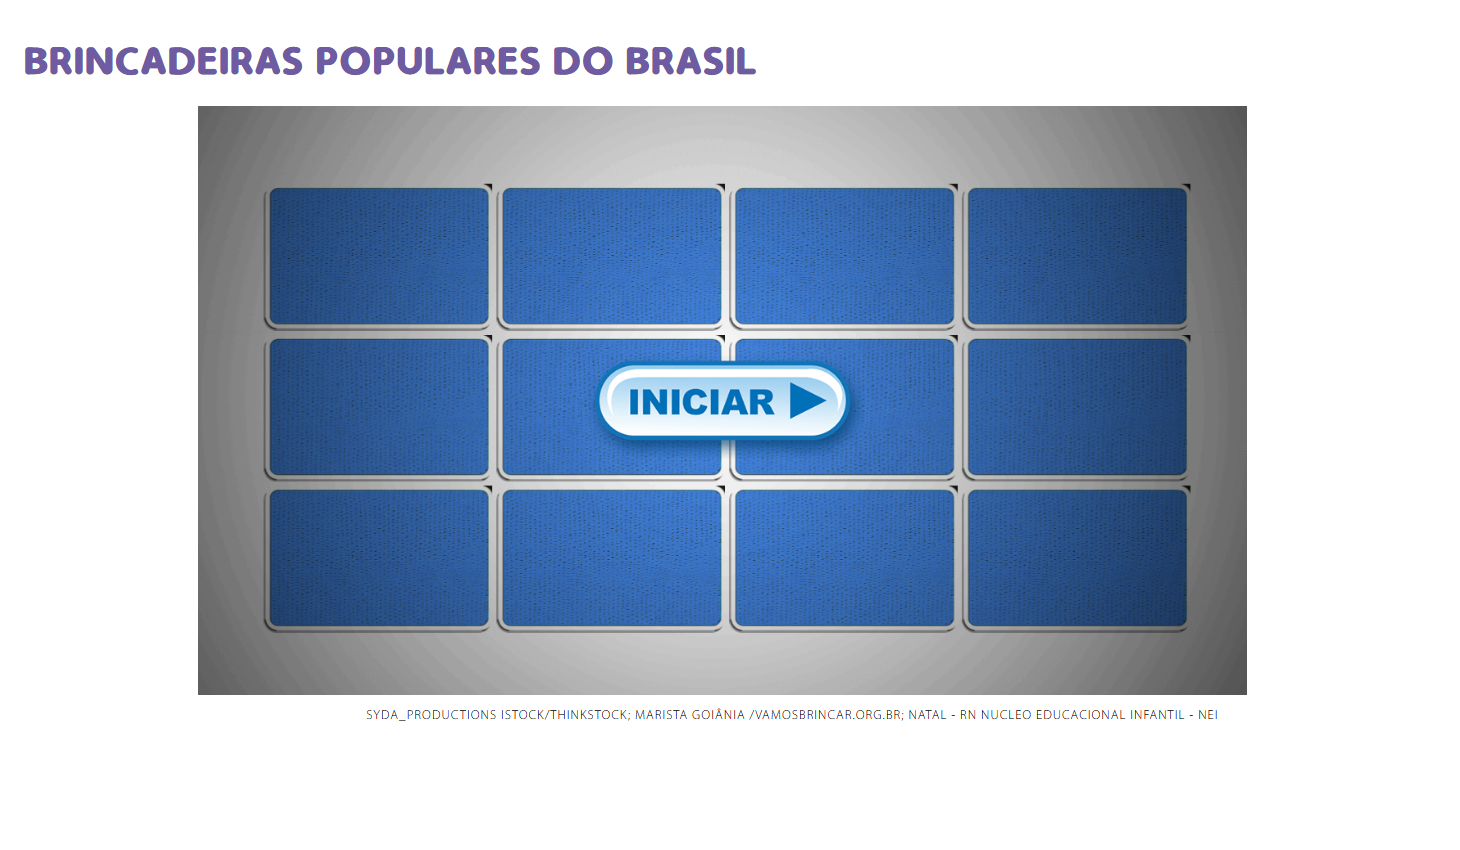 BRINCADEIRAS POPULARES DO BRASIL
INICIAR
SYDA_PRODUCTIONS ISTOCK/THINKSTOCK; MARISTA GOIÂNIA /VAMOSBRINCAR.ORG.BR; NATAL - RN NUCLEO EDUCACIONAL INFANTIL - NEI